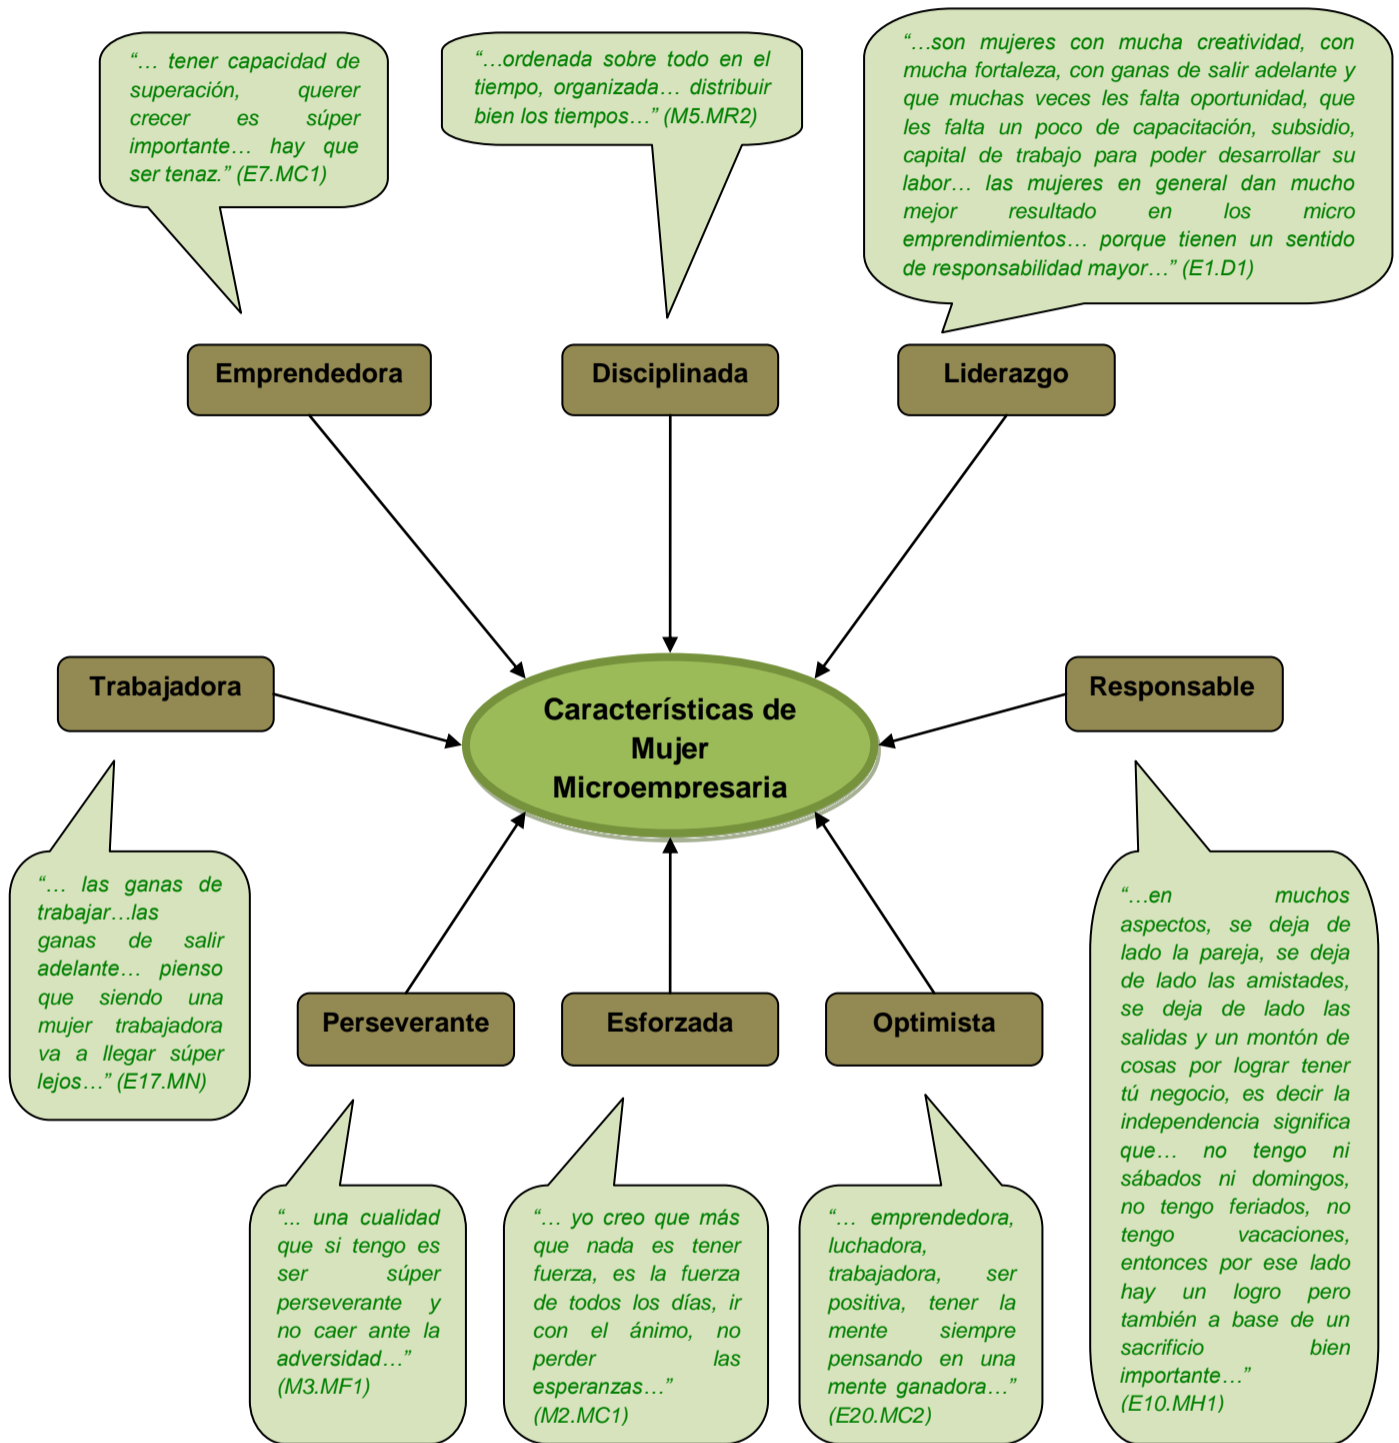 “… tener capacidad de
superación, querer
crecer es súper
importante… hay que
ser tenaz.” (E7.MC1)
“…ordenada sobre todo en el
tiempo, organizada… distribuir
bien los tiempos…” (M5.MR2)
“…son mujeres con mucha creatividad, con
mucha fortaleza, con ganas de salir adelante y
que muchas veces les falta oportunidad, que
les falta un poco de capacitación, subsidio,
capital de trabajo para poder desarrollar su
labor… las mujeres en general dan mucho
mejor resultado en los micro
emprendimientos… porque tienen un sentido
de responsabilidad mayor…” (E1.D1)
Emprendedora
Disciplinada
Liderazgo
Trabajadora
Características de
Mujer
Microempresaria
Responsable
“… las ganas de
trabajar…las
ganas de salir
adelante… pienso
que siendo una
mujer trabajadora
va a llegar súper
lejos…” (E17.MN)
Perseverante
Esforzada
Optimista
“…en muchos
aspectos, se deja de
lado la pareja, se deja
de lado las amistades,
se deja de lado las
salidas y un montón de
cosas por lograr tener
tú negocio, es decir la
independencia significa
que… no tengo ni
sábados ni domingos,
no tengo feriados, no
tengo vacaciones,
entonces por ese lado
hay un logro pero
también a base de un
sacrificio bien
importante…”
(E10.MH1)
“... una cualidad
que si tengo es
ser súper
perseverante y
no caer ante la
adversidad…”
(M3.MF1)
“… yo creo que más
que nada es tener
fuerza, es la fuerza
de todos los días, ir
con el ánimo, no
perder las
esperanzas…”
(M2.MC1)
“… emprendedora,
luchadora,
trabajadora, ser
positiva, tener la
mente siempre
pensando en una
mente ganadora…”
(E20.MC2)